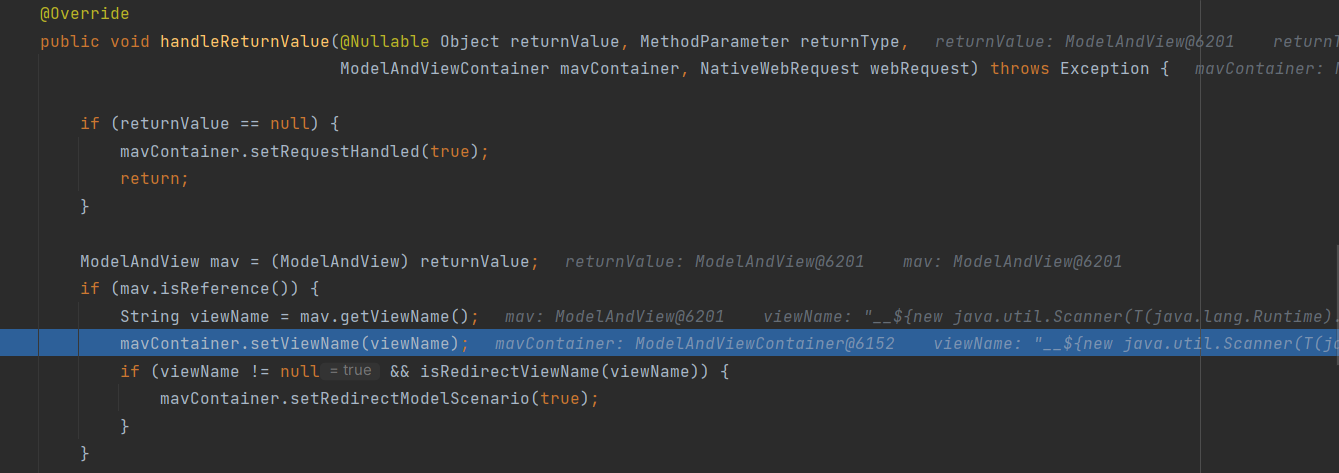 @Override
public void handleReturnValue(@Nullable Object returnValue, MethodParameter returnType,   returnValue: ModelAndView@6201    returnT
ModelAndViewContainer mavContainer, NativeWebRequest webRequest) throws Exception {   mavContainer: M
if (returnValue == null) {
mavContainer.setRequestHandled(true);
return;
}
ModelAndView mav = (ModelAndView) returnValue;   returnValue: ModelAndView@6201    mav: ModelAndView@6201
if (mav.isReference()) {
String viewName = mav.getViewName();   mav: ModelAndView@6201    viewName: "__${new java.util.Scanner(T(java.lang.Runtime).
mavContainer.setViewName(viewName);   mavContainer: ModelAndViewContainer@6152    viewName: "__${new java.util.Scanner(T(ja
if (viewName != null = true && isRedirectViewName(viewName)) {
mavContainer.setRedirectModelScenario(true);
}
}